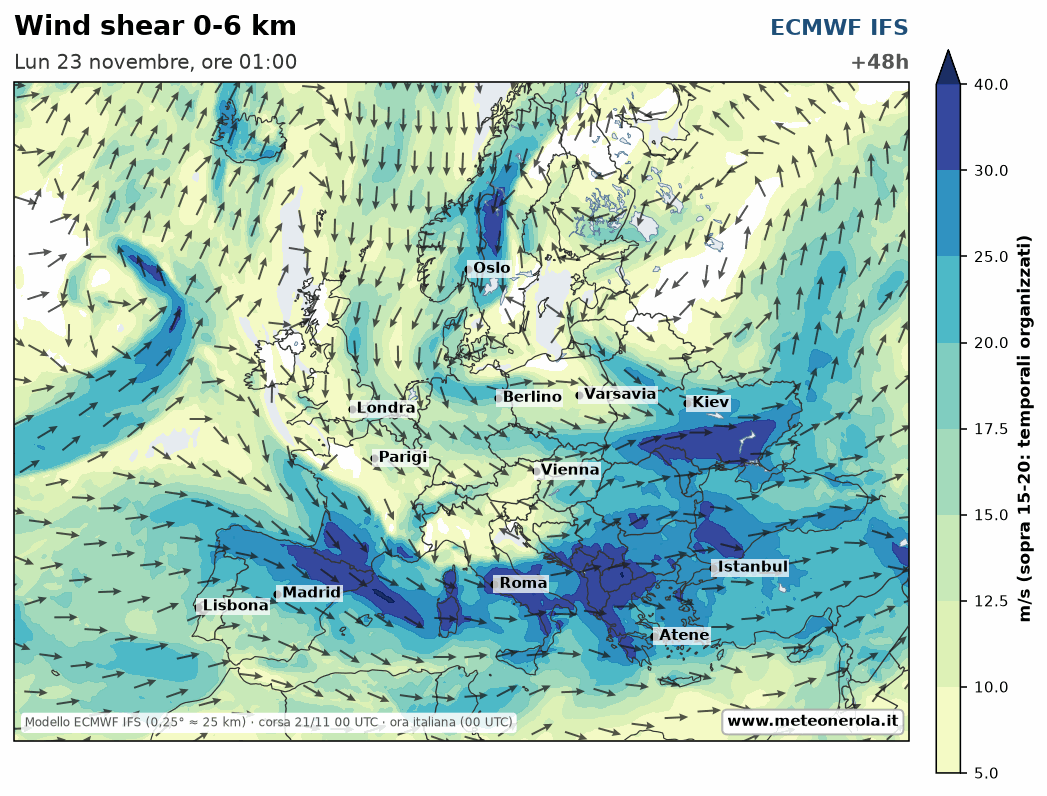 Wind shear 0-6 km
ECMWF IFS
Lun 23 novembre, ore 01:00
+48h
Oslo
Londra
Berlino
Varsavia
Kiev
Parigi
Vienna
Madrid
Lisbona
Roma
Istanbul
Atene
Modello ECMWF IFS (0,25° ≈ 25 km) · corsa 21/11 00 UTC · ora italiana (00 UTC)
www.meteonerola.it
40.0
30.0
25.0
20.0
17.5
15.0
12.5
10.0
5.0
m/s (sopra 15-20: temporali organizzati)